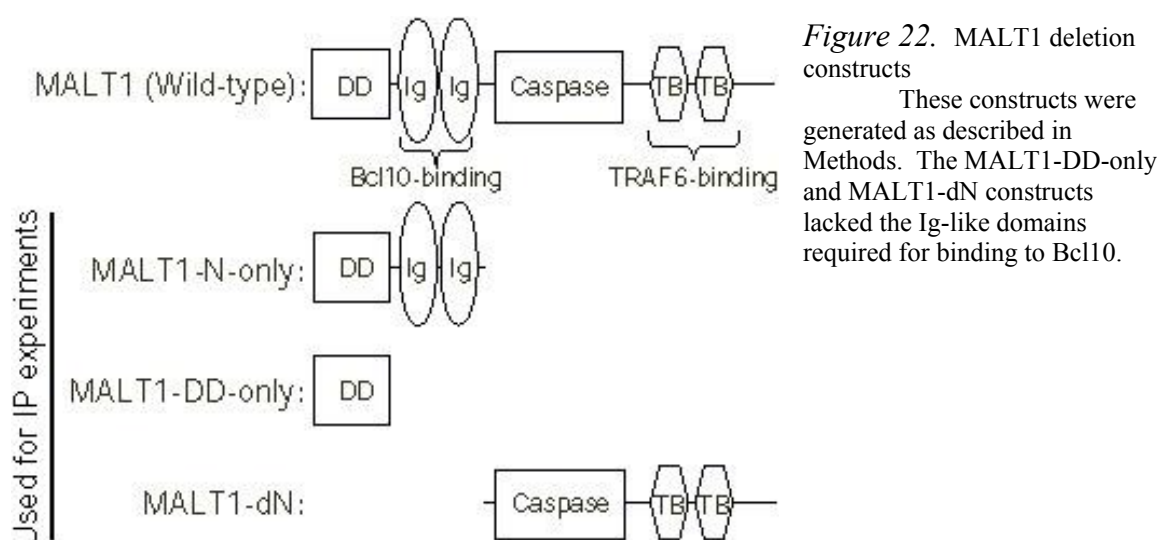 Figure 22. MALT1 deletion
constructs
These constructs were
generated as described in
Methods. The MALT1-DD-only
and MALT1-dN constructs
lacked the Ig-like domains
required for binding to Bcl10.
MALT1 (Wild-type): DD Ig Ig Caspase TB TB
Bcl10-binding TRAF6-binding
Used for IP experiments
MALT1-N-only: DD Ig Ig
MALT1-DD-only: DD
MALT1-dN: Caspase TB TB